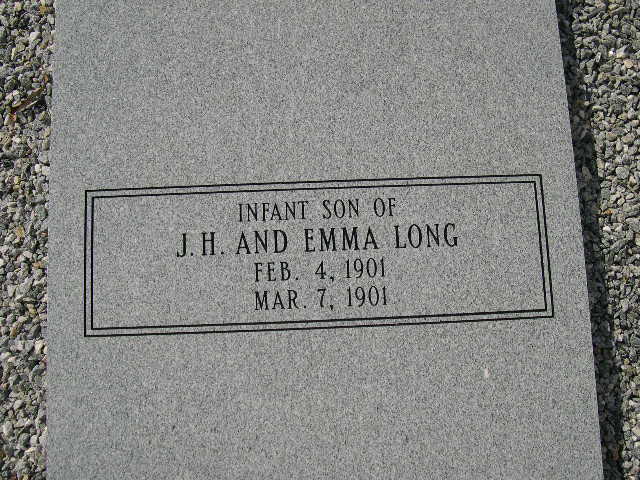 INFANT SON OF
J. H. AND EMMA LONG
FEB. 4, 1901
MAR. 7, 1901